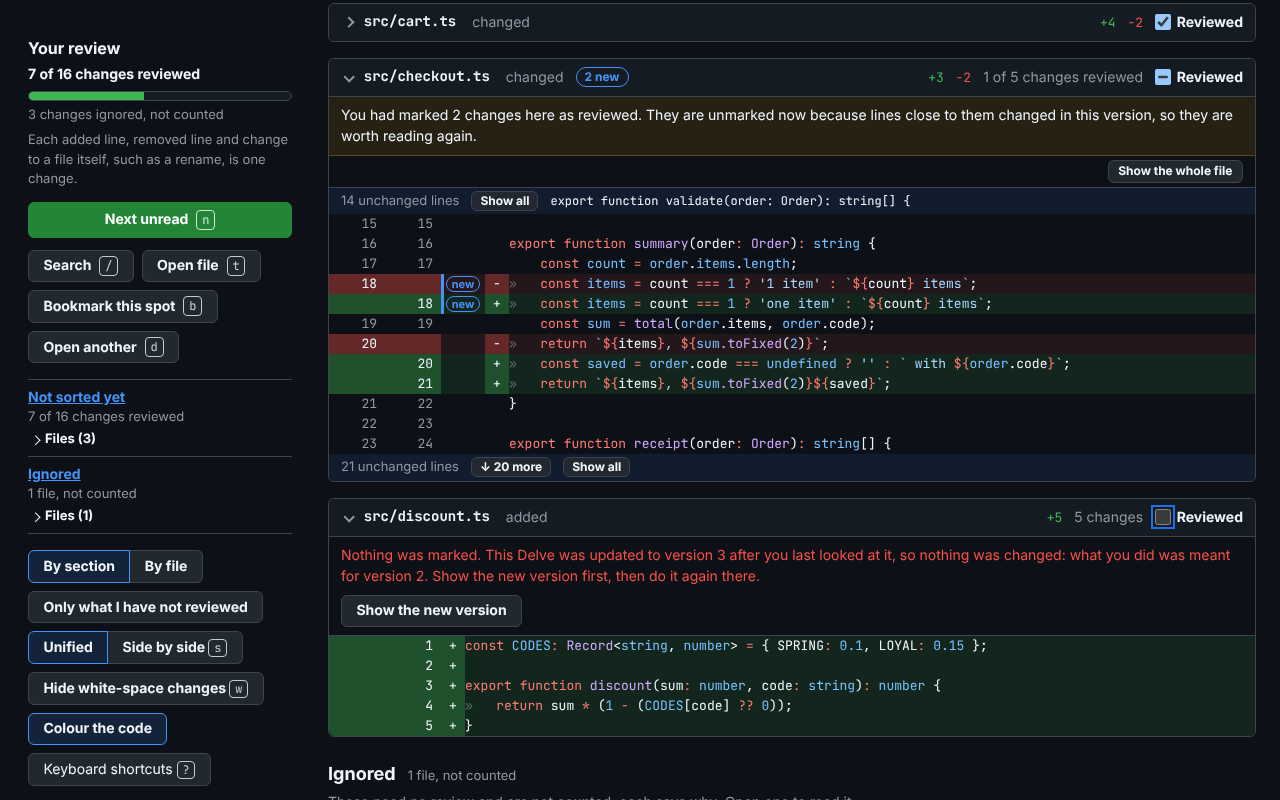 Your review
7 of 16 changes reviewed
3 changes ignored, not counted
Each added line, removed line and change
to a file itself, such as a rename, is one
change.
Next unread n
Search / Open file t
Bookmark this spot b
Open another d
Not sorted yet
7 of 16 changes reviewed
Files (3)
Ignored
1 file, not counted
Files (1)
By section By file
Only what I have not reviewed
Unified Side by side s
Hide white-space changes w
Colour the code
Keyboard shortcuts ?
src/cart.ts changed +4 -2 Reviewed
src/checkout.ts changed 2 new +3 -2 1 of 5 changes reviewed Reviewed
You had marked 2 changes here as reviewed. They are unmarked now because lines close to them changed in this version, so they are
worth reading again.
Show the whole file
14 unchanged lines Show all export function validate(order: Order): string[] {
15 15
16 16 export function summary(order: Order): string {
17 17 const count = order.items.length;
18 new - » const items = count === 1 ? '1 item' : `${count} items`;
18 new + » const items = count === 1 ? 'one item' : `${count} items`;
19 19 const sum = total(order.items, order.code);
20 - » return `${items}, ${sum.toFixed(2)}`;
20 + » const saved = order.code === undefined ? '' : ` with ${order.code}`;
21 + » return `${items}, ${sum.toFixed(2)}${saved}`;
21 22 }
22 23
23 24 export function receipt(order: Order): string[] {
21 unchanged lines ↓ 20 more Show all
src/discount.ts added +5 5 changes Reviewed
Nothing was marked. This Delve was updated to version 3 after you last looked at it, so nothing was changed: what you did was meant
for version 2. Show the new version first, then do it again there.
Show the new version
1 + const CODES: Record<string, number> = { SPRING: 0.1, LOYAL: 0.15 };
2 +
3 + export function discount(sum: number, code: string): number {
4 + » return sum * (1 - (CODES[code] ?? 0));
5 + }
Ignored 1 file, not counted